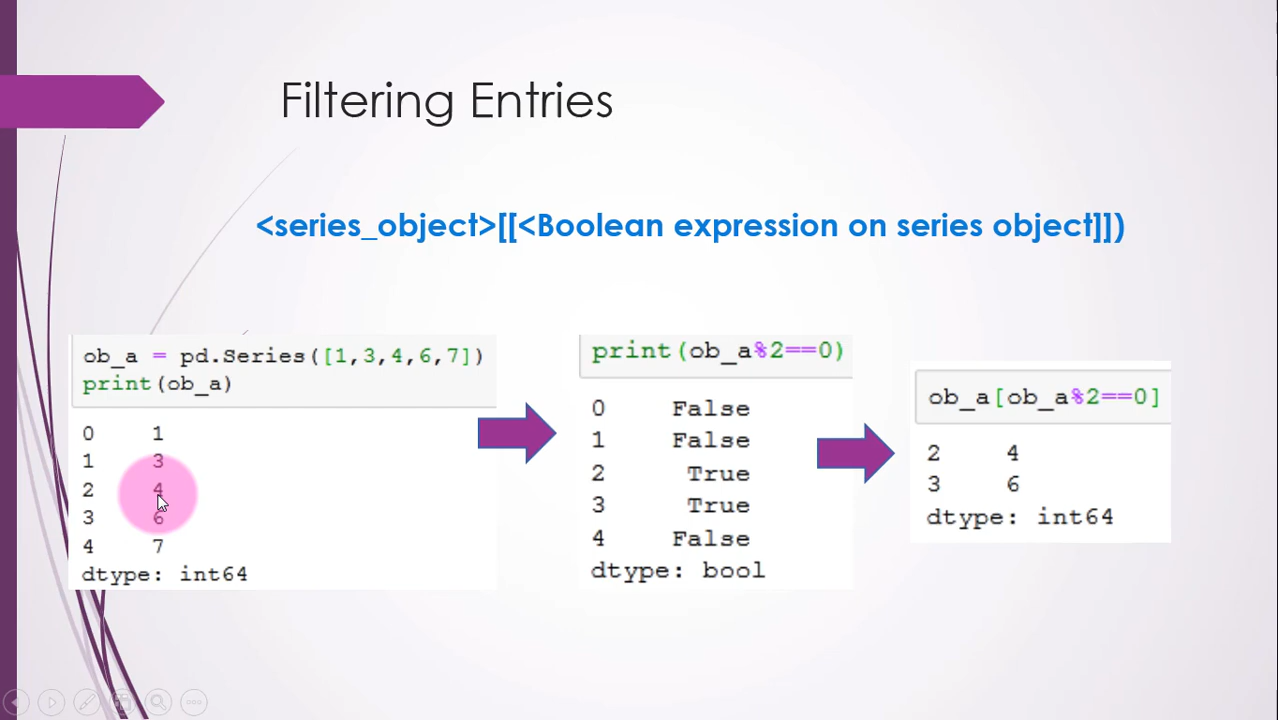 Filtering Entries
<series_object>[[<Boolean expression on series object]])
ob_a = pd.Series([1,3,4,6,7])
print(ob_a)
0 1
1 3
2 4
3 6
4 7
dtype: int64
print(ob_a%2==0)
0 False
1 False
2 True
3 True
4 False
dtype: bool
ob_a[ob_a%2==0]
2 4
3 6
dtype: int64